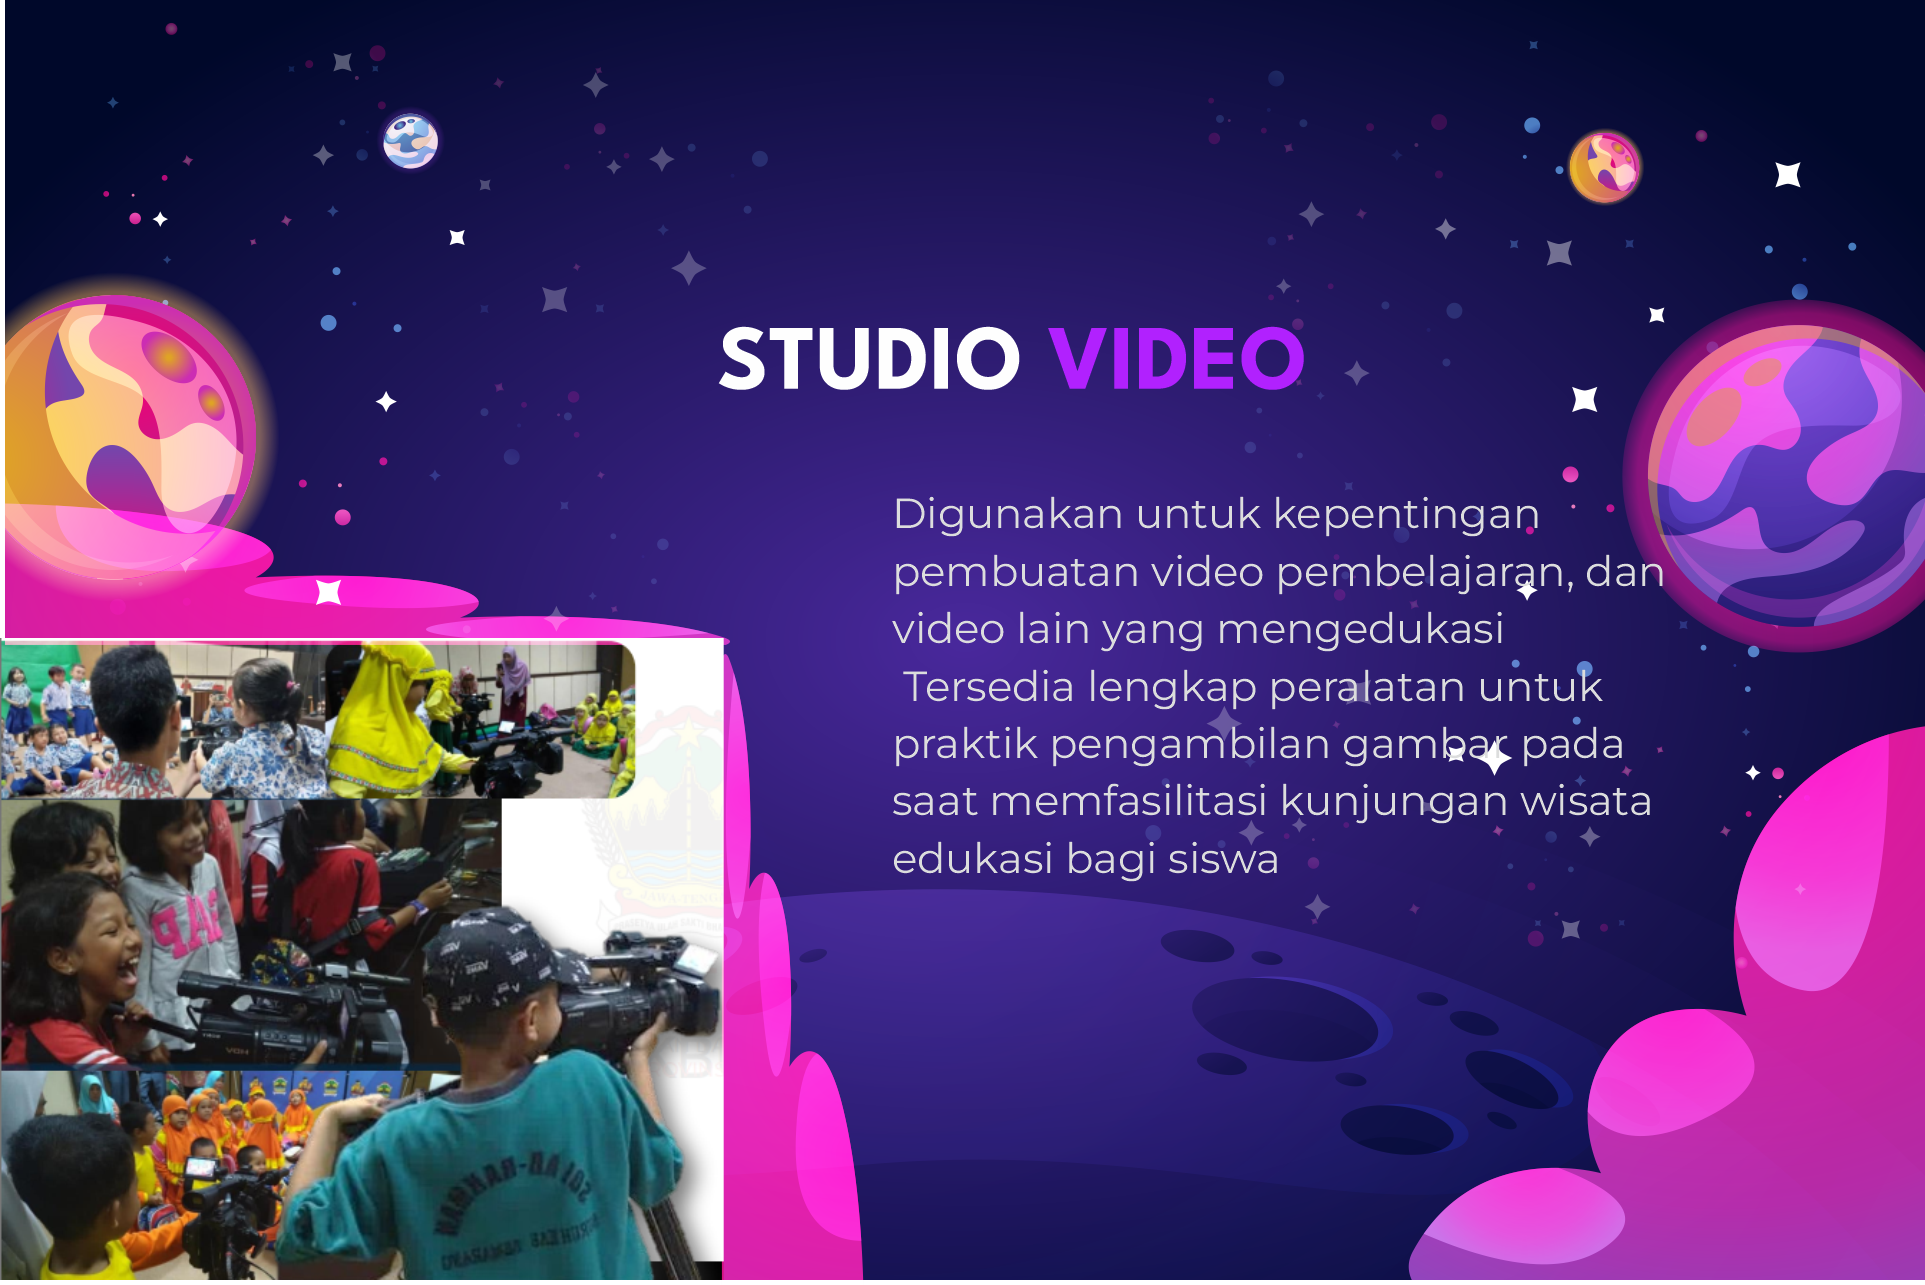 STUDIO VIDEO
Digunakan untuk kepentingan
pembuatan video pembelajaran, dan
video lain yang mengedukasi
Tersedia lengkap peralatan untuk
praktik pengambilan gambar pada
saat memfasilitasi kunjungan wisata
edukasi bagi siswa
GAP